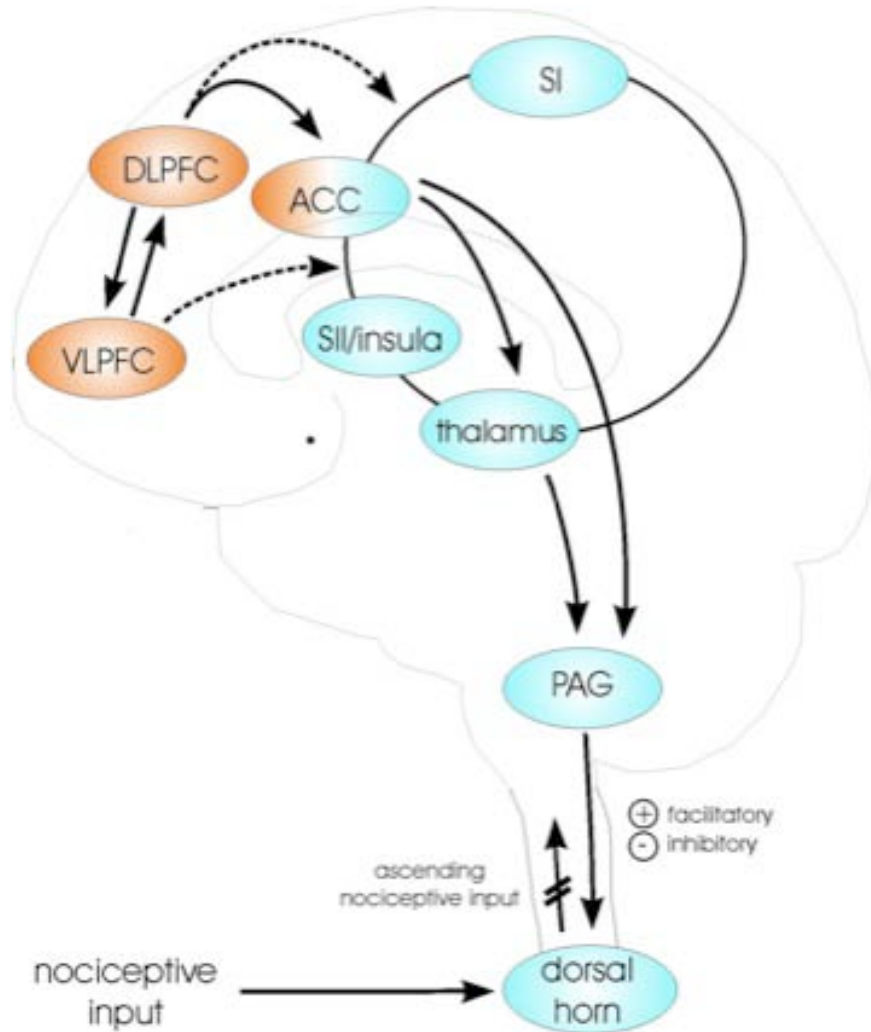 SI
DLPFC
ACC
SII/insula
VLPFC
thalamus
PAG
+ facilitatory
- inhibitory
ascending
nociceptive input
nociceptive
input
dorsal
horn